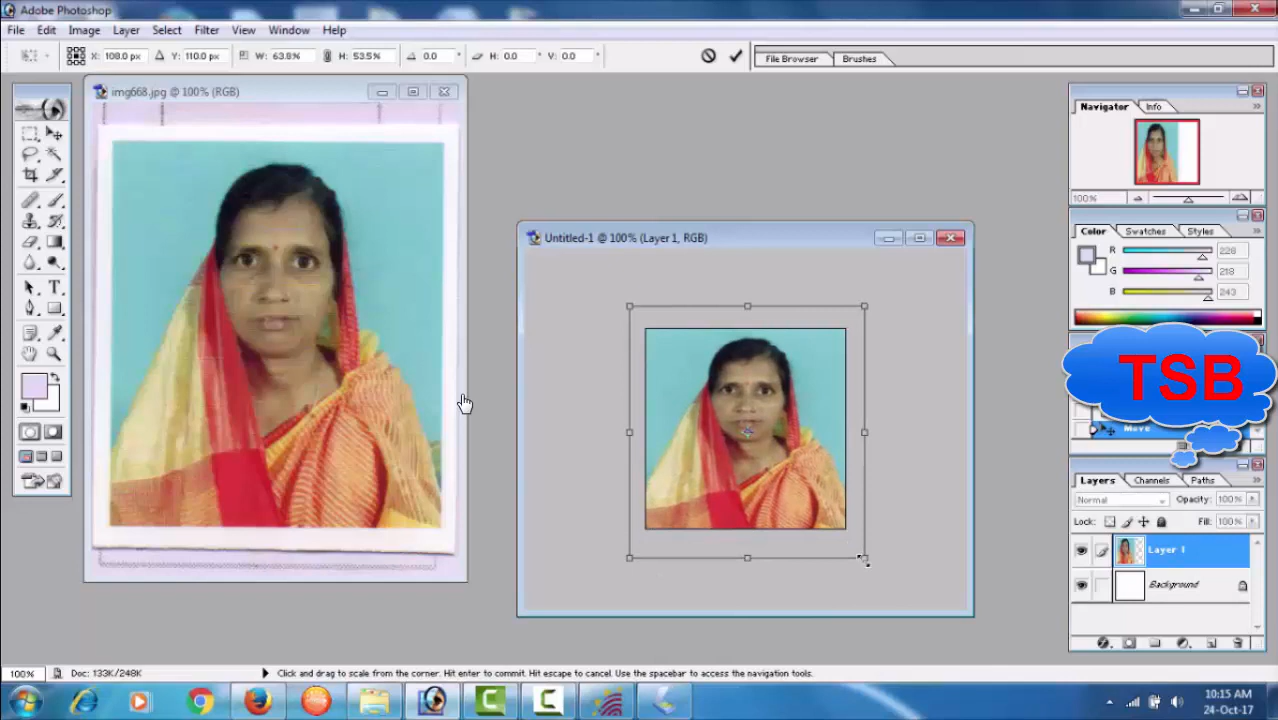 Adobe Photoshop
File Edit Image Layer Select Filter View Window Help
X: 108.0 px Y: 110.0 px W: 63.8% H: 53.5% 0.0 ° H: 0.0 ° V: 0.0 °
File Browser Brushes
img668.jpg @ 100% (RGB)
Untitled-1 @ 100% (Layer 1, RGB)
Navigator Info
100%
Color Swatches Styles
R 226
G 218
B 243
TSB
Move
Layers Channels Paths
Normal Opacity: 100%
Lock: Fill: 100%
Layer 1
Background
100% Doc: 133K/248K Click and drag to scale from the corner. Hit enter to commit. Hit escape to cancel. Use the spacebar to access the navigation tools.
10:15 AM
24-Oct-17